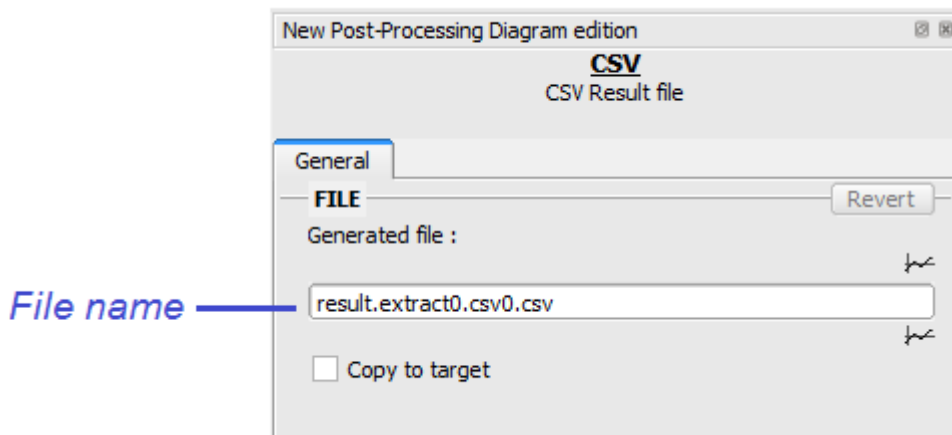 New Post-Processing Diagram edition
CSV
CSV Result file
General
FILE
Revert
Generated file :
File name
result.extract0.csv0.csv
Copy to target